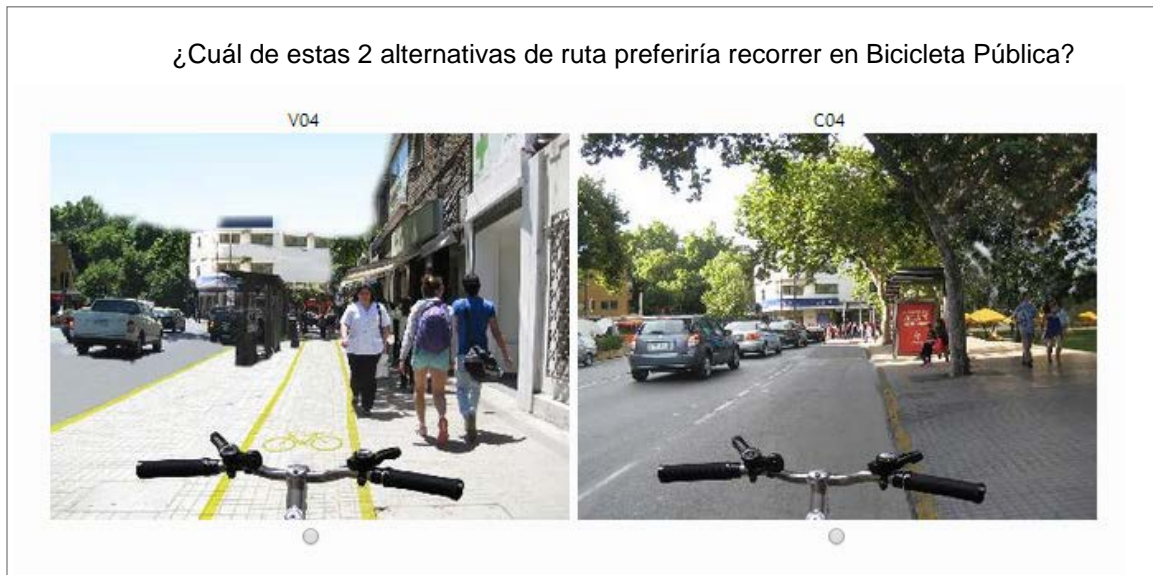 ¿Cuál de estas 2 alternativas de ruta preferiría recorrer en Bicicleta Pública?
V04
C04